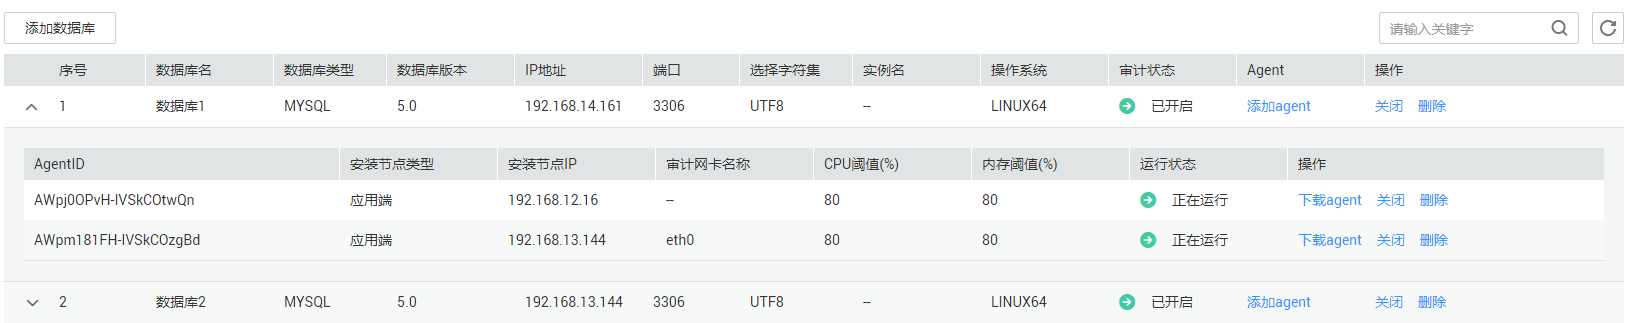 添加数据库 请输入关键字
序号 数据库名 数据库类型 数据库版本 IP地址 端口 选择字符集 实例名 操作系统 审计状态 Agent 操作
1 数据库1 MYSQL 5.0 192.168.14.161 3306 UTF8 -- LINUX64 已开启 添加agent 关闭 删除
AgentID 安装节点类型 安装节点IP 审计网卡名称 CPU阈值(%) 内存阈值(%) 运行状态 操作
AWpj0OPvH-IVSkCOtwQn 应用端 192.168.12.16 -- 80 80 正在运行 下载agent 关闭 删除
AWpm181FH-IVSkCOzgBd 应用端 192.168.13.144 eth0 80 80 正在运行 下载agent 关闭 删除
2 数据库2 MYSQL 5.0 192.168.13.144 3306 UTF8 -- LINUX64 已开启 添加agent 关闭 删除